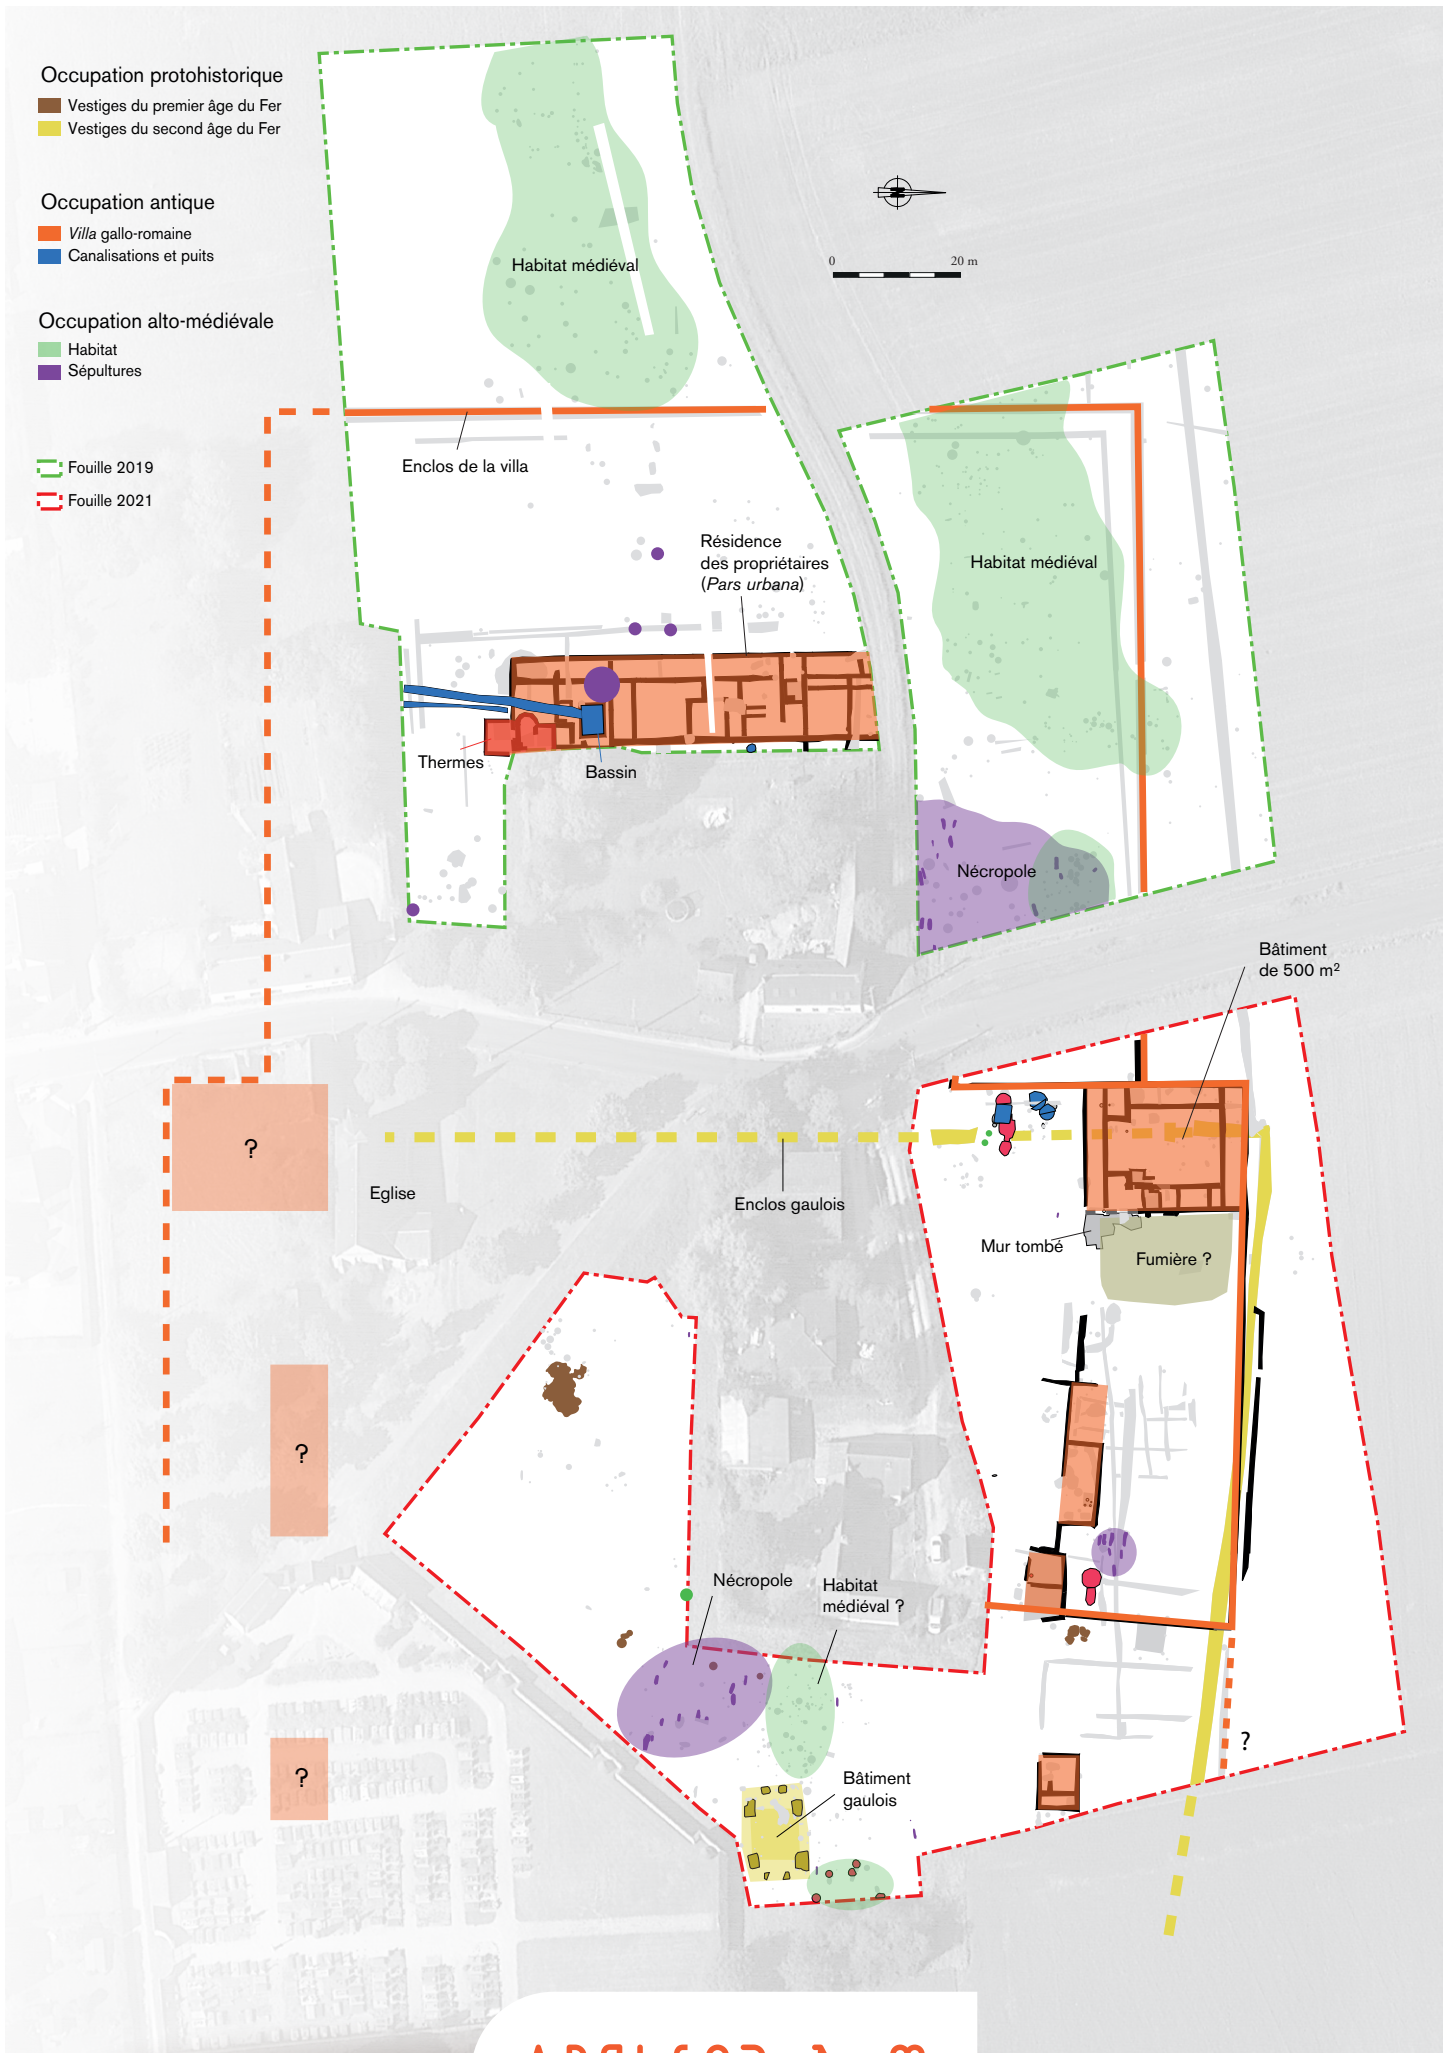 Occupation protohistorique
Vestiges du premier âge du Fer
Vestiges du second âge du Fer
Occupation antique
Villa gallo-romaine
Canalisations et puits
Occupation alto-médiévale
Habitat
Sépultures
Fouille 2019
Fouille 2021
0 20 m
Habitat médiéval
Enclos de la villa
Résidence
des propriétaires
(Pars urbana)
Habitat médiéval
Thermes
Bassin
Nécropole
Bâtiment
de 500 m²
?
Eglise
Enclos gaulois
Mur tombé
Fumière ?
?
Nécropole
Habitat
médiéval ?
?
?
Bâtiment
gaulois